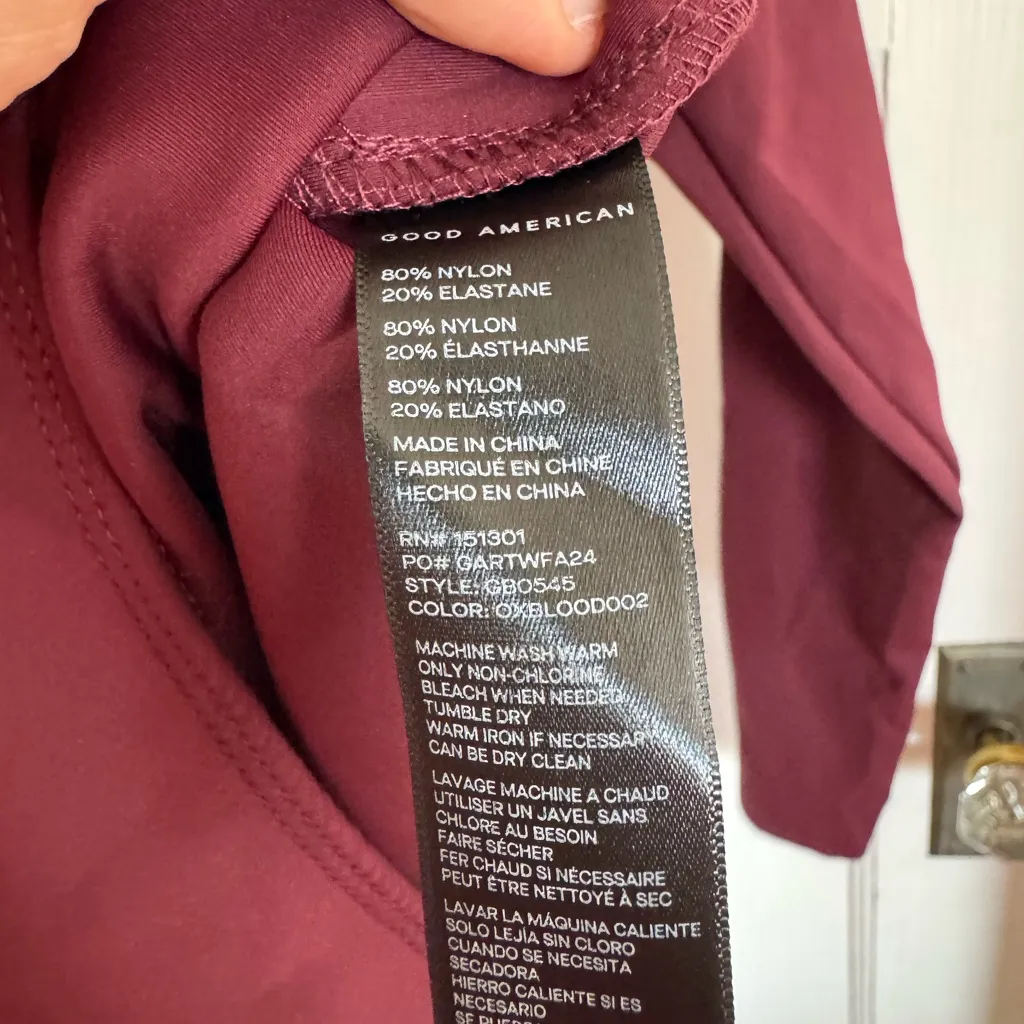 GOOD AMERICAN
80% NYLON
20% ELASTANE
80% NYLON
20% ÉLASTHANNE
80% NYLON
20% ELASTANO
MADE IN CHINA
FABRIQUÉ EN CHINE
HECHO EN CHINA
RN# 151301
PO# GARTWFA24
STYLE: GBO545
COLOR: OXBLOOD002
MACHINE WASH WARM
ONLY NON-CHLORINE
BLEACH WHEN NEEDED
TUMBLE DRY
WARM IRON IF NECESSARY
CAN BE DRY CLEAN
LAVAGE MACHINE A CHAUD
UTILISER UN JAVEL SANS
CHLORE AU BESOIN
FAIRE SÉCHER
FER CHAUD SI NÉCESSAIRE
PEUT ÊTRE NETTOYÉ À SEC
LAVAR LA MÁQUINA CALIENTE
SOLO LEJÍA SIN CLORO
CUANDO SE NECESITA
SECADORA
HIERRO CALIENTE SI ES
NECESARIO
SE